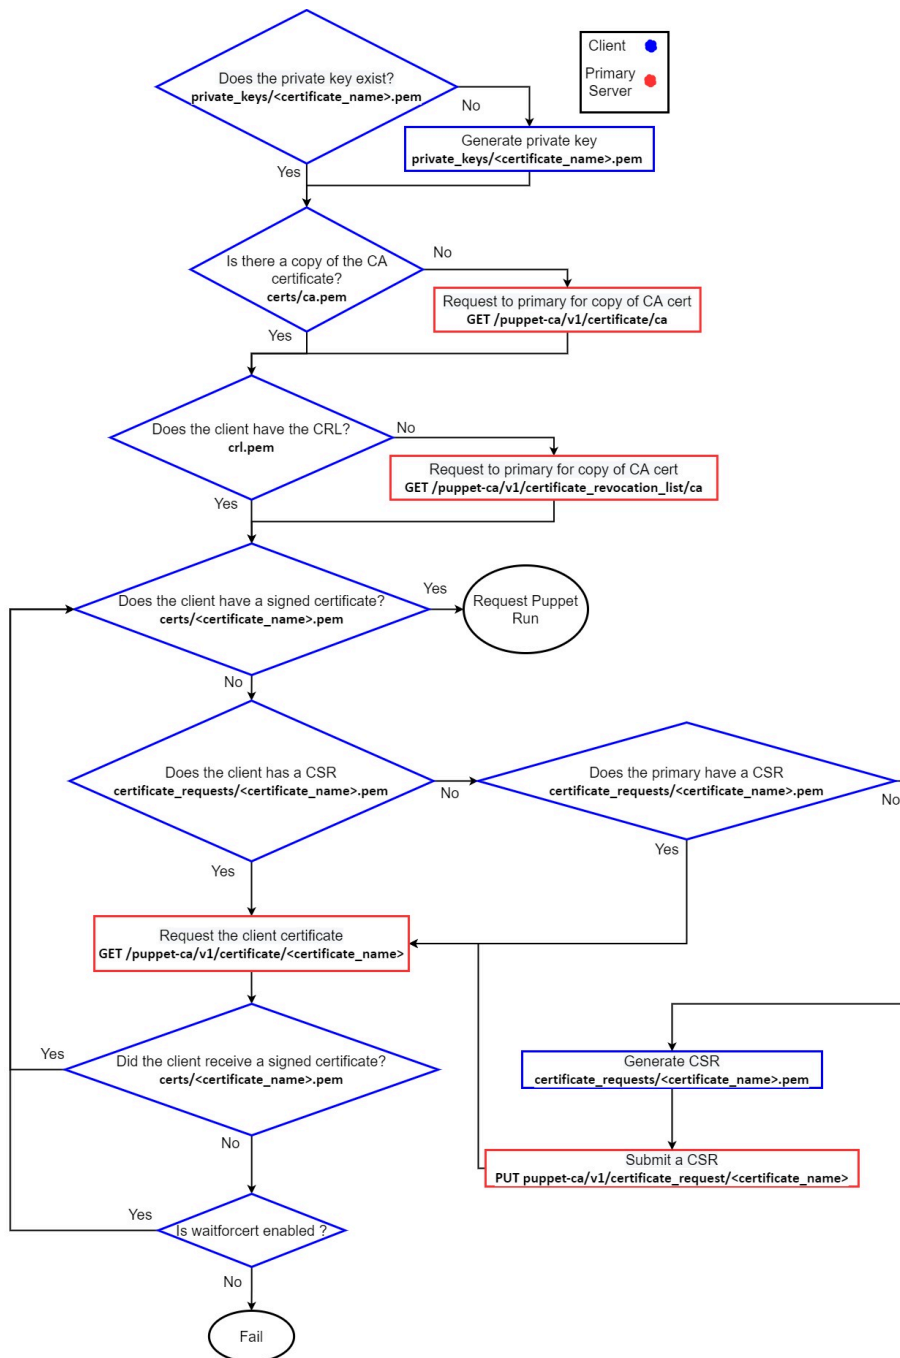 Client
Primary
Server
Does the private key exist?
private_keys/<certificate_name>.pem
No
Generate private key
private_keys/<certificate_name>.pem
Yes
Is there a copy of the CA
certificate?
certs/ca.pem
No
Request to primary for copy of CA cert
GET /puppet-ca/v1/certificate/ca
Yes
Does the client have the CRL?
crl.pem
No
Request to primary for copy of CA cert
GET /puppet-ca/v1/certificate_revocation_list/ca
Yes
Does the client have a signed certificate?
certs/<certificate_name>.pem
Yes
Request Puppet
Run
No
Does the client has a CSR
certificate_requests/<certificate_name>.pem
No
Does the primary have a CSR
certificate_requests/<certificate_name>.pem
No
Yes
Yes
Request the client certificate
GET /puppet-ca/v1/certificate/<certificate_name>
Yes
Did the client receive a signed certificate?
certs/<certificate_name>.pem
Generate CSR
certificate_requests/<certificate_name>.pem
No
Submit a CSR
PUT puppet-ca/v1/certificate_request/<certificate_name>
Yes
Is waitforcert enabled ?
No
Fail